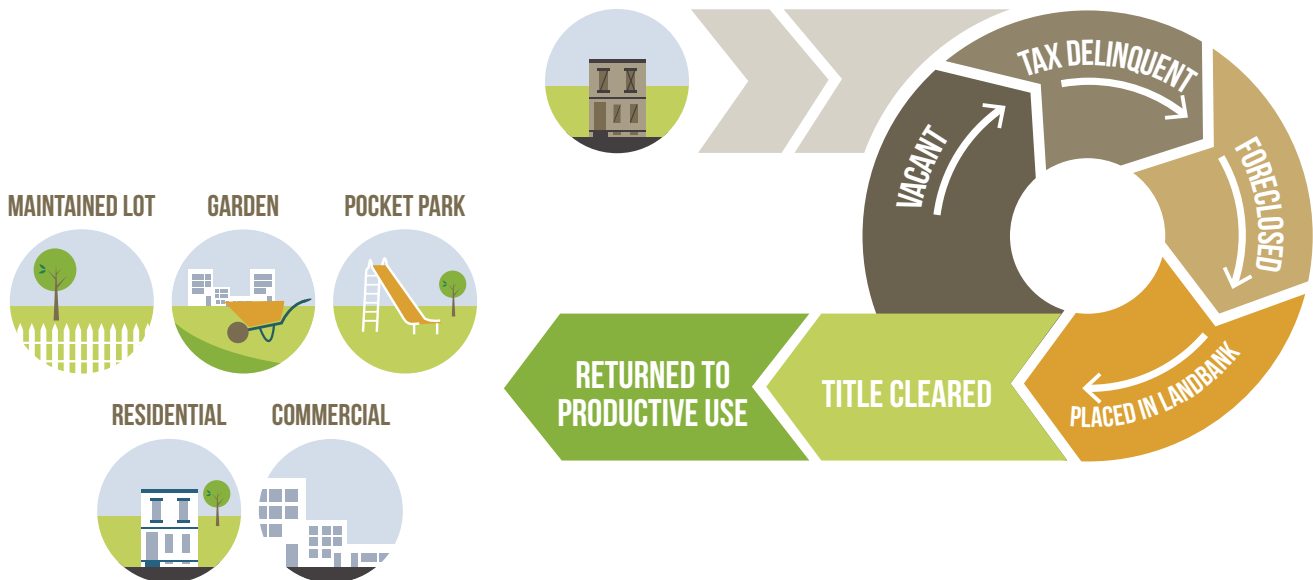 TAX DELINQUENT
VACANT
FORECLOSED
MAINTAINED LOT
GARDEN
POCKET PARK
PLACED IN LANDBANK
TITLE CLEARED
RETURNED TO
PRODUCTIVE USE
RESIDENTIAL
COMMERCIAL